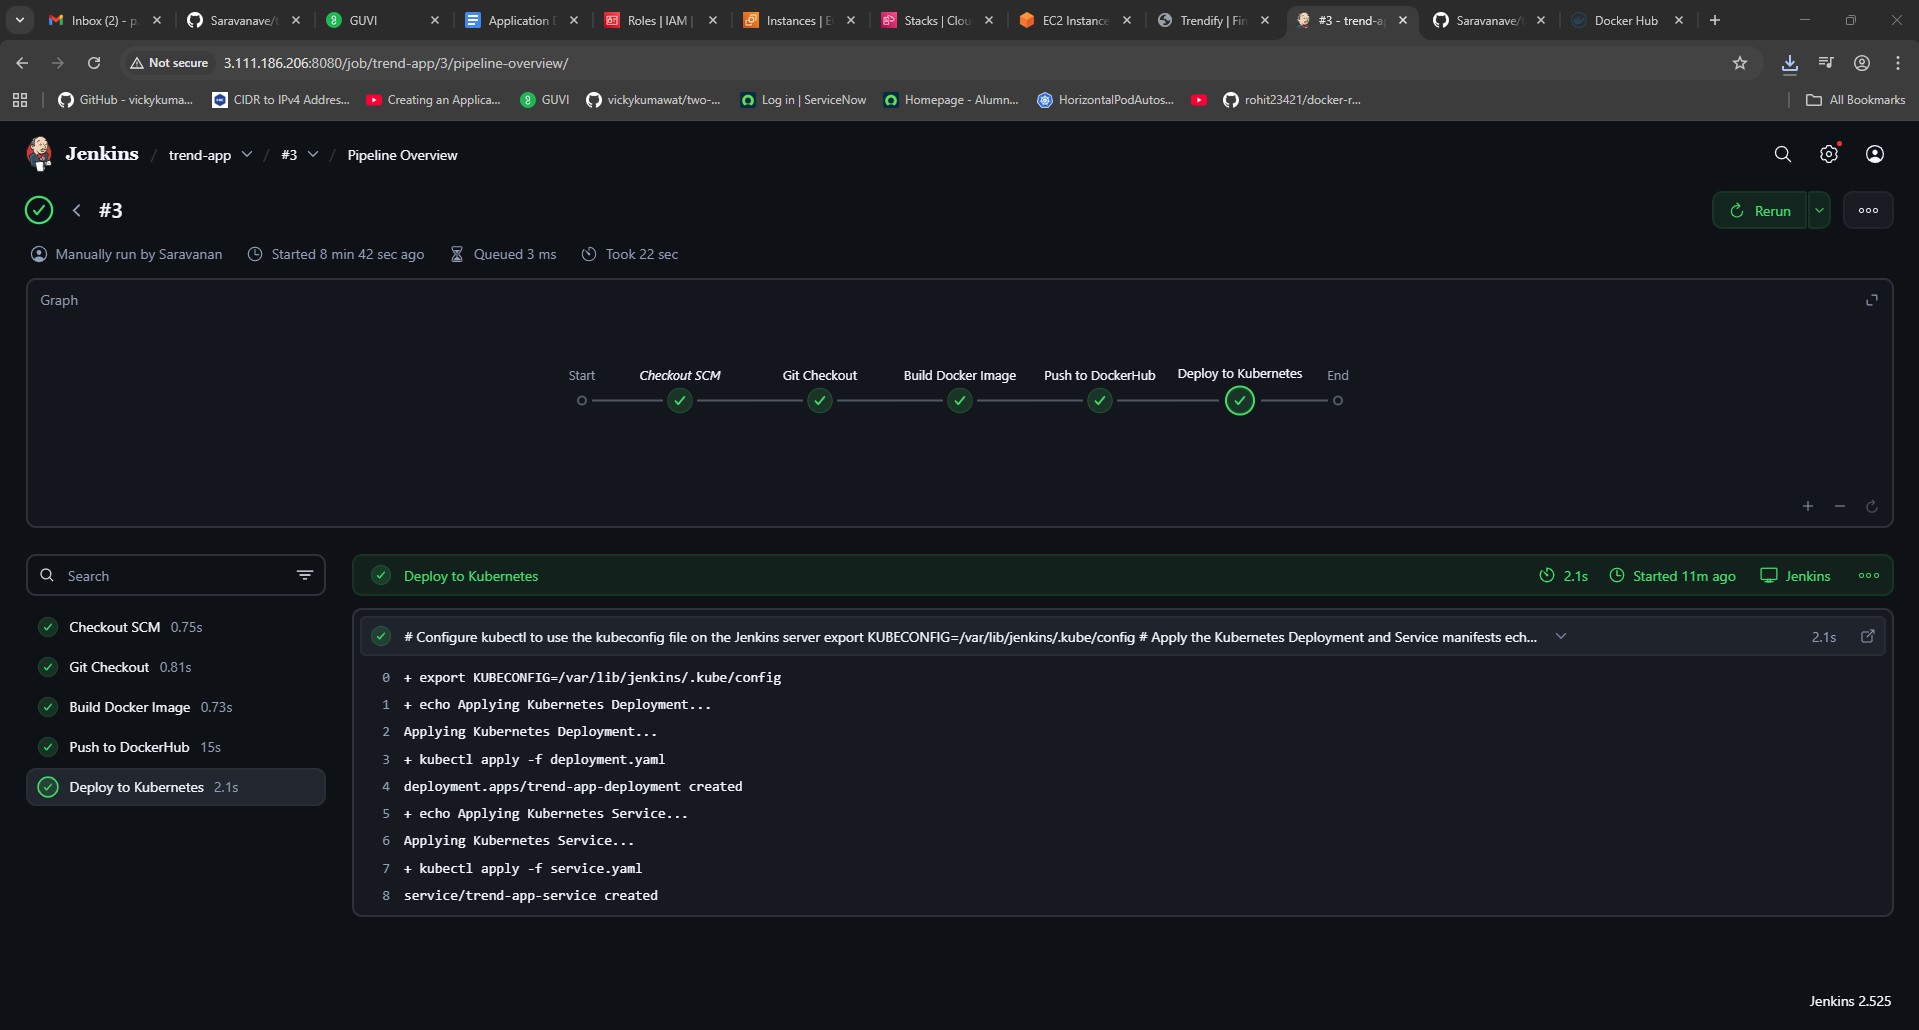 Inbox (2) - p
Saravanave/t
GUVI
Application D
Roles | IAM |
Instances | E
Stacks | Clou
EC2 Instance
Trendify | Fin
#3 - trend-a
Saravanave/
Docker Hub
Not secure
3.111.186.206:8080/job/trend-app/3/pipeline-overview/
GitHub - vickykuma...
CIDR to IPv4 Addres...
Creating an Applica...
GUVI
vickykumawat/two-...
Log in | ServiceNow
Homepage - Alumn...
HorizontalPodAutos...
rohit23421/docker-r...
All Bookmarks
Jenkins / trend-app / #3 / Pipeline Overview
#3
Rerun
Manually run by Saravanan
Started 8 min 42 sec ago
Queued 3 ms
Took 22 sec
Graph
Start
Checkout SCM
Git Checkout
Build Docker Image
Push to DockerHub
Deploy to Kubernetes
End
Search
Checkout SCM 0.75s
Git Checkout 0.81s
Build Docker Image 0.73s
Push to DockerHub 15s
Deploy to Kubernetes 2.1s
Deploy to Kubernetes
2.1s
Started 11m ago
Jenkins
# Configure kubectl to use the kubeconfig file on the Jenkins server export KUBECONFIG=/var/lib/jenkins/.kube/config # Apply the Kubernetes Deployment and Service manifests ech...
2.1s
0 + export KUBECONFIG=/var/lib/jenkins/.kube/config
1 + echo Applying Kubernetes Deployment...
2 Applying Kubernetes Deployment...
3 + kubectl apply -f deployment.yaml
4 deployment.apps/trend-app-deployment created
5 + echo Applying Kubernetes Service...
6 Applying Kubernetes Service...
7 + kubectl apply -f service.yaml
8 service/trend-app-service created
Jenkins 2.525